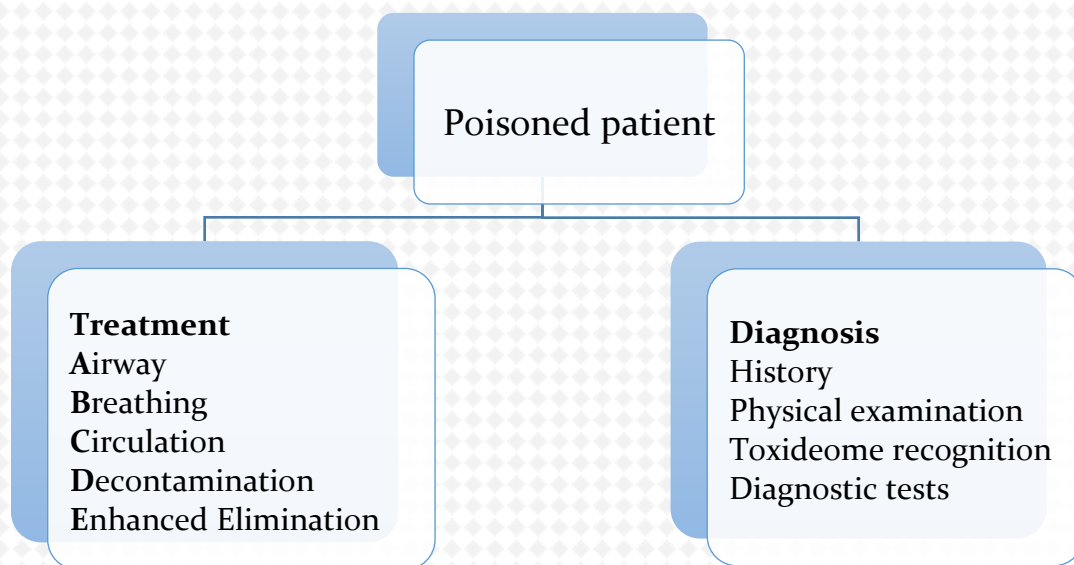 Poisoned patient
Treatment
Airway
Breathing
Circulation
Decontamination
Enhanced Elimination
Diagnosis
History
Physical examination
Toxideome recognition
Diagnostic tests